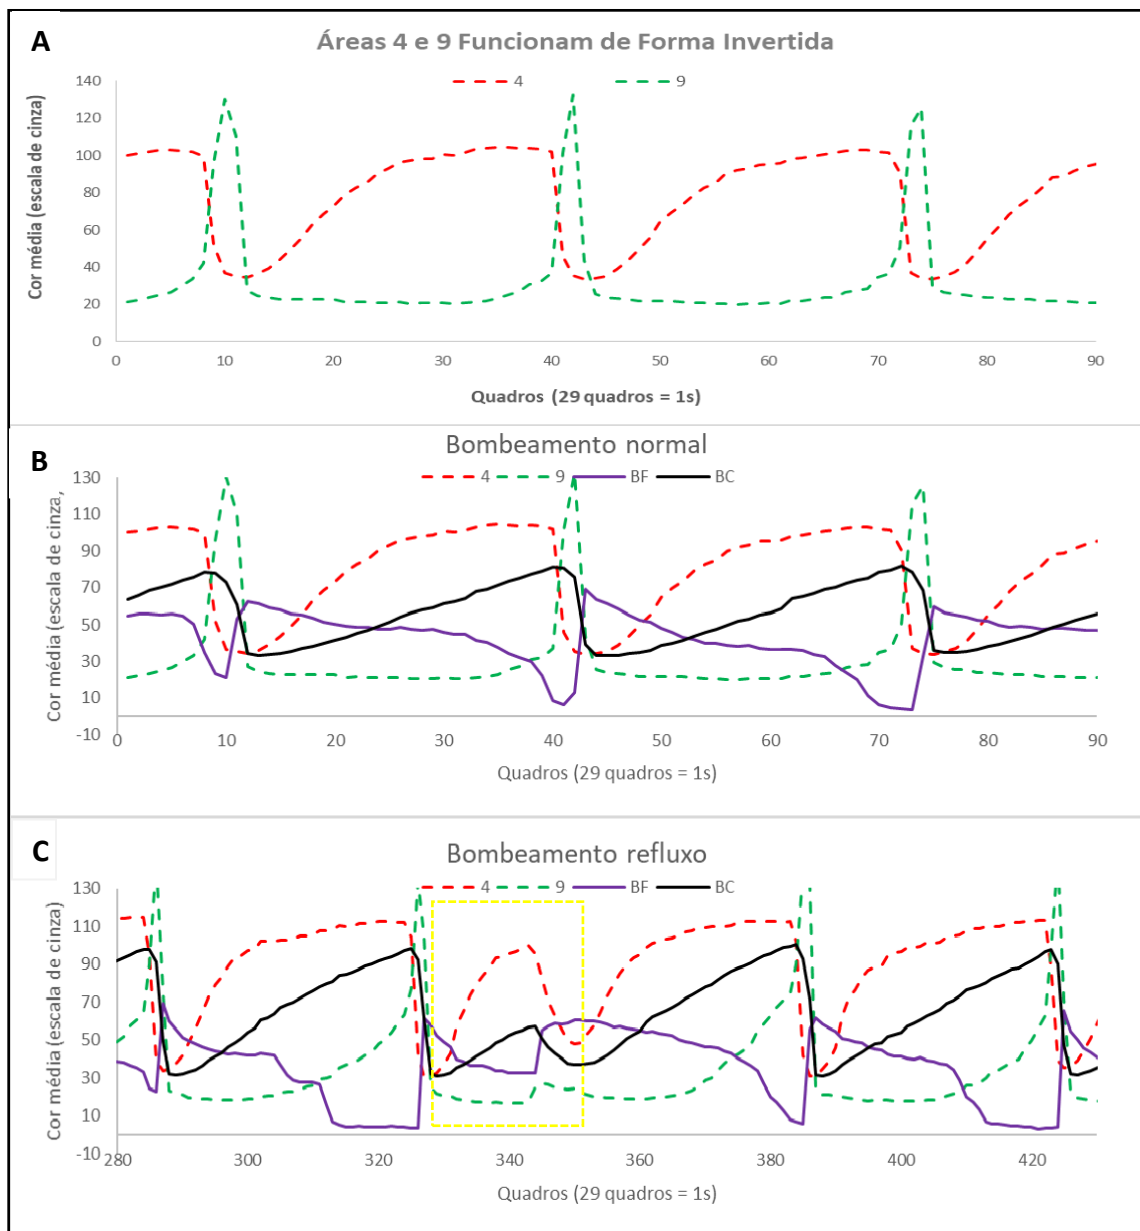 A
Áreas 4 e 9 Funcionam de Forma Invertida
4 9
140
120
100
80
60
40
20
0
Cor média (escala de cinza)
0 10 20 30 40 50 60 70 80 90
Quadros (29 quadros = 1s)
B
Bombeamento normal
4 9 BF BC
130
110
90
70
50
30
10
-10
Cor média (escala de cinza,
0 10 20 30 40 50 60 70 80 90
Quadros (29 quadros = 1s)
C
Bombeamento refluxo
4 9 BF BC
130
110
90
70
50
30
10
-10
Cor média (escala de cinza)
280 300 320 340 360 380 400 420
Quadros (29 quadros = 1s)